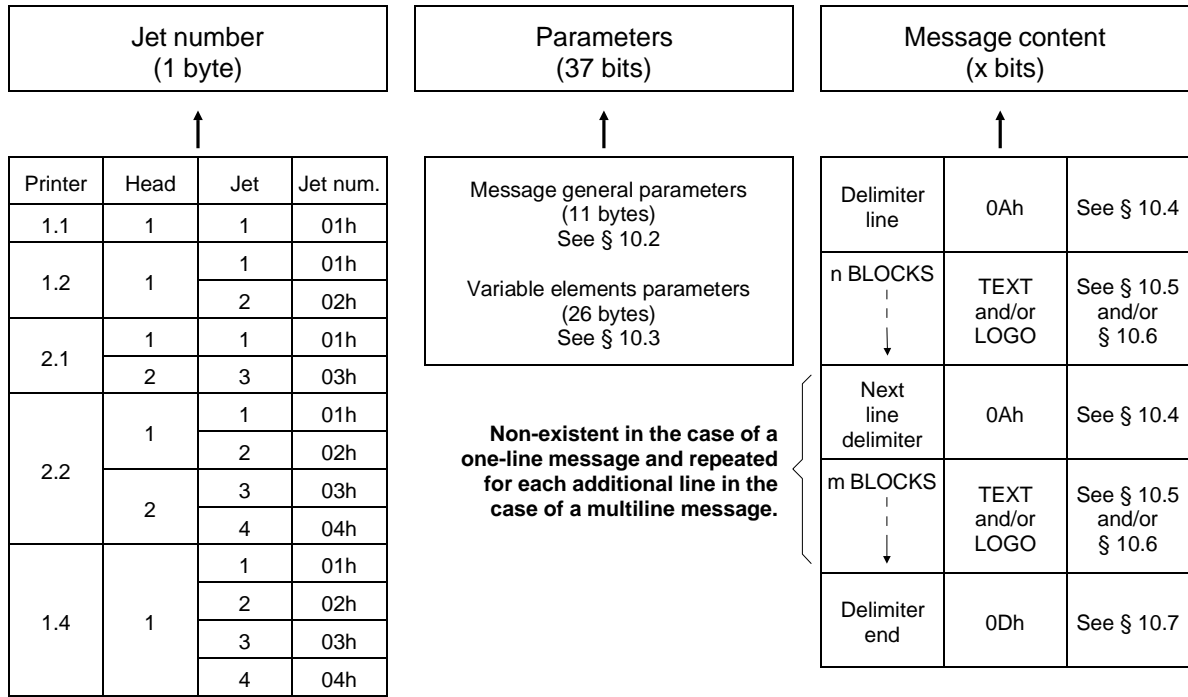 Jet number
(1 byte)
Parameters
(37 bits)
Message content
(x bits)
Printer Head Jet Jet num.
1.1 1 1 01h
1.2 1 1 01h
2 02h
2.1 1 1 01h
2 3 03h
2.2 1 1 01h
2 02h
2 3 03h
4 04h
1.4 1 1 01h
2 02h
3 03h
4 04h
Message general parameters
(11 bytes)
See § 10.2
Variable elements parameters
(26 bytes)
See § 10.3
Non-existent in the case of a
one-line message and repeated
for each additional line in the
case of a multiline message.
Delimiter
line
0Ah
See § 10.4
n BLOCKS
TEXT
and/or
LOGO
See § 10.5
and/or
§ 10.6
Next
line
delimiter
0Ah
See § 10.4
m BLOCKS
TEXT
and/or
LOGO
See § 10.5
and/or
§ 10.6
Delimiter
end
0Dh
See § 10.7